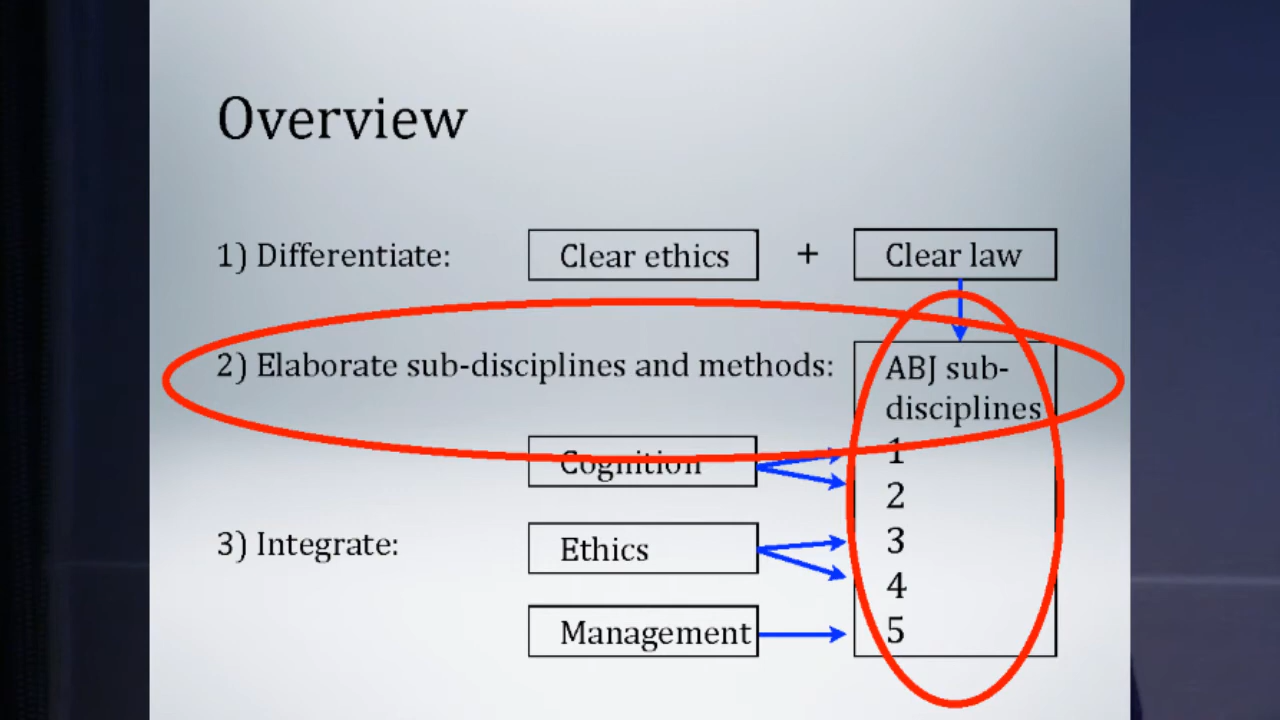 Overview
1) Differentiate: Clear ethics + Clear law
2) Elaborate sub-disciplines and methods: ABJ sub-
disciplines
1
Cognition
2
3) Integrate: Ethics 3
4
Management 5